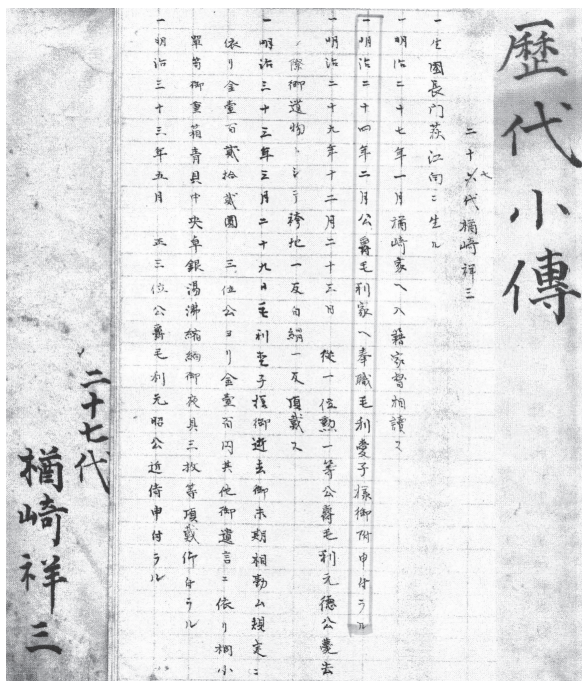 歴代小傳
二十七代楢崎祥三
一生國長門萩江向ニ生ル
一明治二十七年一月楢崎家ヘ入籍家督相讀ス
一明治二十四年二月公爵毛利家ヘ奉職毛利愛子様御附申付ラル
一明治二十九年十二月二十三日 從一位勲一等公爵毛利元徳公薨去
ノ際御遺物トシテ袴地一反白絹一反頂戴ス
一明治三十三年三月二十九日毛利愛子様御逝去御末期相勤ム規定ニ
依リ金壹百貳拾貳圓 三位公ヨリ金壹百円其他御遺言ニ依リ桐小
單笥御重箱青貝中央卓銀湯沸縮緬御夜具三枚等頂戴仰付ラル
一明治三十三年五月 正三位公爵毛利元昭公近侍申付ラル
二十七代
楢崎祥三